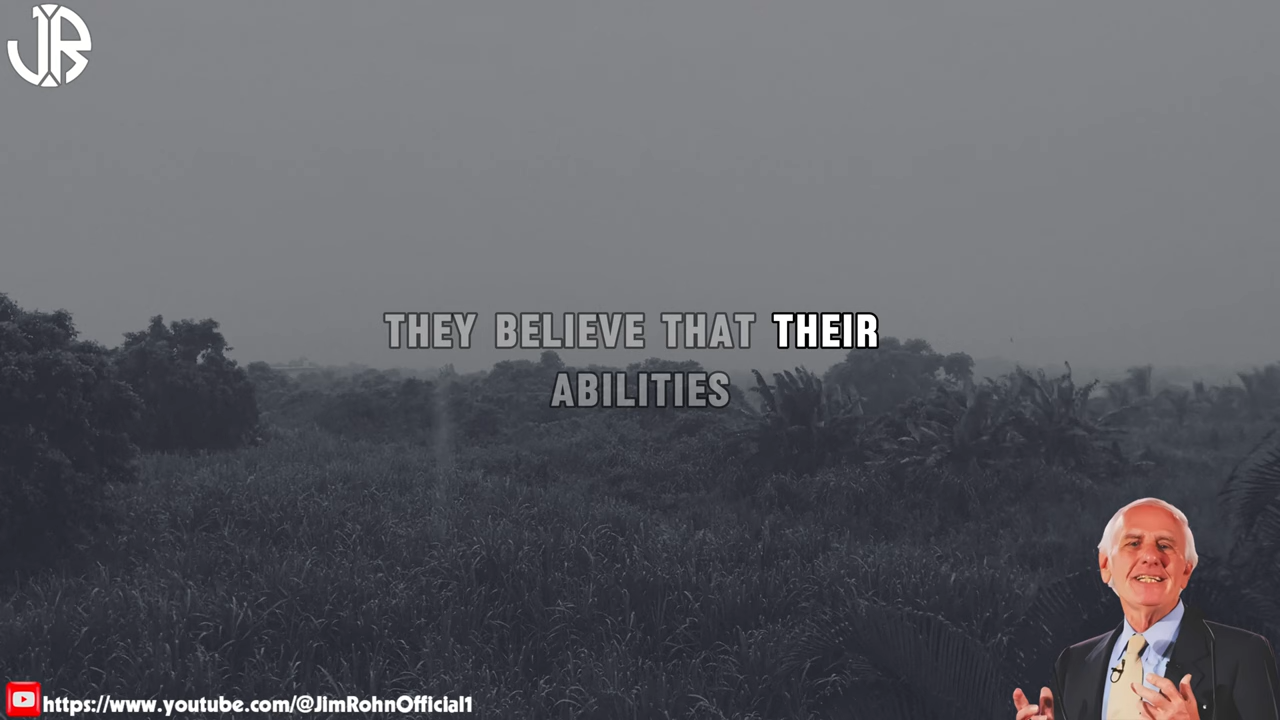 JR
THEY BELIEVE THAT THEIR
ABILITIES
https://www.youtube.com/@JimRohnOfficial1